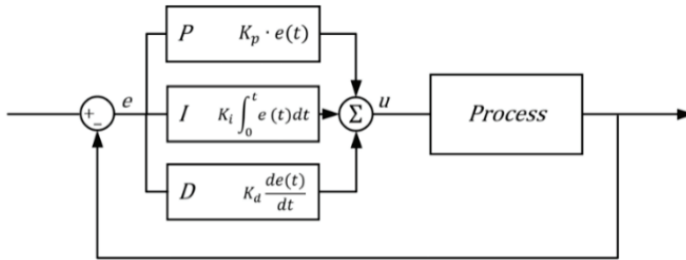 P K_p · e(t)
+
−
e
I K_i ∫_0^t e (t)dt
Σ
u
Process
D K_d de(t)/dt